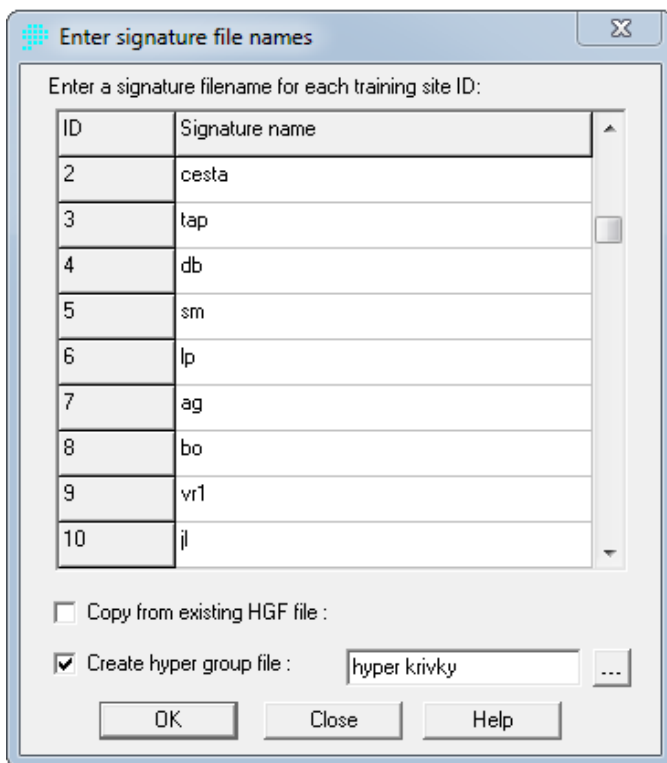 Enter signature file names
Enter a signature filename for each training site ID:
ID Signature name
2 cesta
3 tap
4 db
5 sm
6 lp
7 ag
8 bo
9 vr1
10 jl
Copy from existing HGF file :
Create hyper group file : hyper krivky ...
OK Close Help